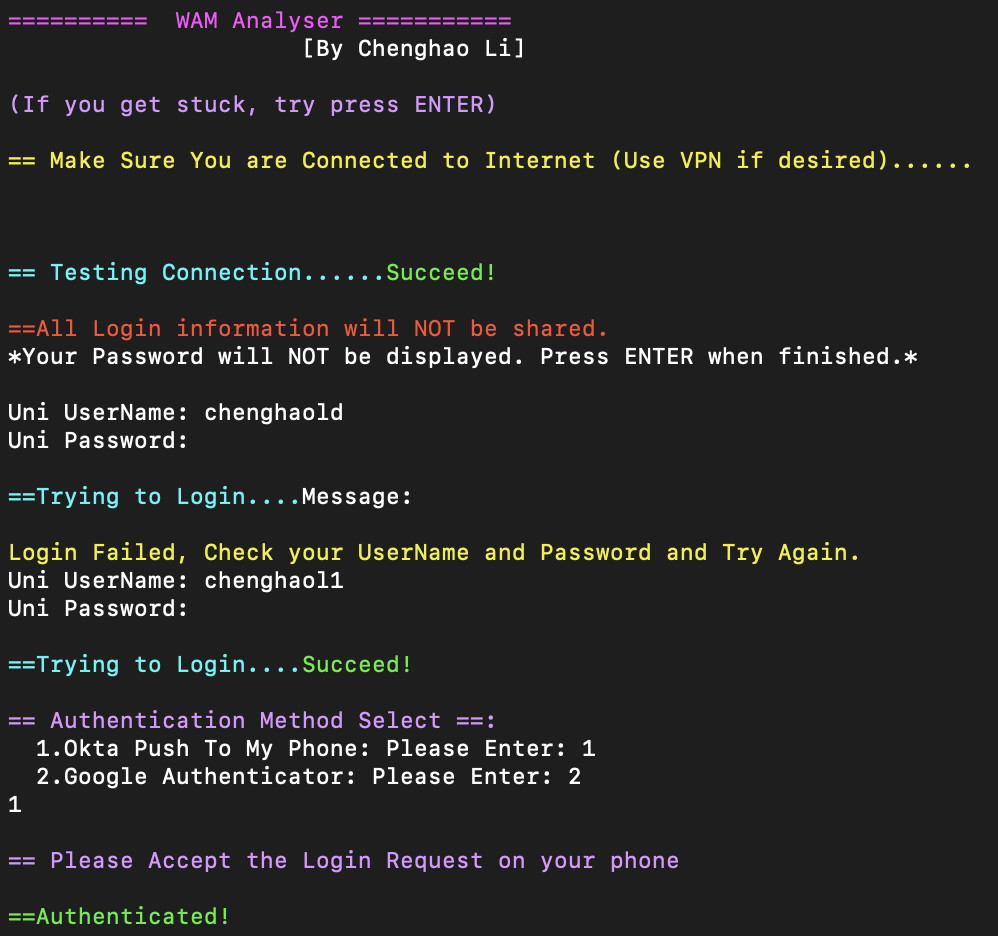 ==========  WAM Analyser ===========
[By Chenghao Li]
(If you get stuck, try press ENTER)
== Make Sure You are Connected to Internet (Use VPN if desired)......
== Testing Connection......Succeed!
==All Login information will NOT be shared.
*Your Password will NOT be displayed. Press ENTER when finished.*
Uni UserName: chenghaold
Uni Password:
==Trying to Login....Message:
Login Failed, Check your UserName and Password and Try Again.
Uni UserName: chenghaol1
Uni Password:
==Trying to Login....Succeed!
== Authentication Method Select ==:
1.Okta Push To My Phone: Please Enter: 1
2.Google Authenticator: Please Enter: 2
1
== Please Accept the Login Request on your phone
==Authenticated!